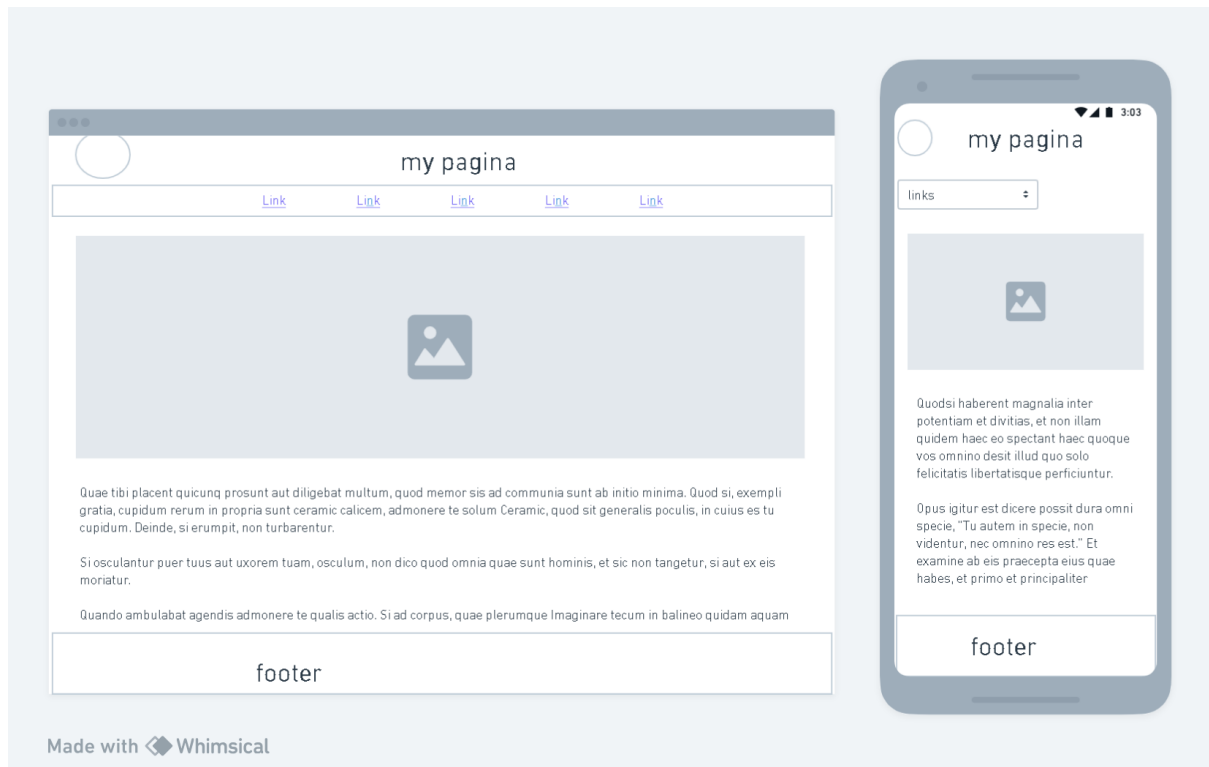 my pagina
Link Link Link Link Link
Quae tibi placent quicunq prosunt aut diligebat multum, quod memor sis ad communia sunt ab initio minima. Quod si, exempli
gratia, cupidum rerum in propria sunt ceramic calicem, admonere te solum Ceramic, quod sit generalis poculis, in cuius es tu
cupidum. Deinde, si erumpit, non turbarentur.
Si osculantur puer tuus aut uxorem tuam, osculum, non dico quod omnia quae sunt hominis, et sic non tangetur, si aut ex eis
moriatur.
Quando ambulabat agendis admonere te qualis actio. Si ad corpus, quae plerumque Imaginare tecum in balineo quidam aquam
footer
3:03
my pagina
links
Quodsi haberent magnalia inter
potentiam et divitias, et non illam
quidem haec eo spectant haec quoque
vos omnino desit illud quo solo
felicitatis libertatisque perficiuntur.
Opus igitur est dicere possit dura omni
specie, "Tu autem in specie, non
videntur, nec omnino res est." Et
examine ab eis praecepta eius quae
habes, et primo et principaliter
footer
Made with Whimsical